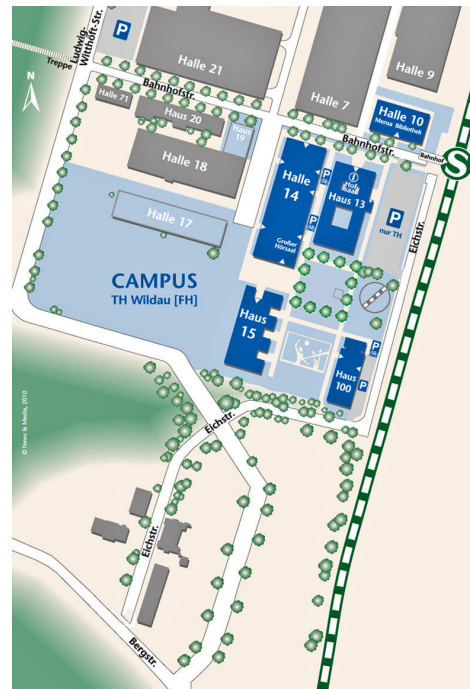 P
Ludwig-
Witthöft-Str.
Treppe
N
Halle 21
Halle 9
Halle 7
Bahnhofstr.
Halle 71
Haus 20
Haus
19
Halle 10
Mensa Bibliothek
Bahnhofstr.
Bahnhof
S
Halle 18
Halle
14
P
Hof
Saal
Haus 13
P
nur TH
Eichstr.
P
Halle 17
Großer
Hörsaal
CAMPUS
TH Wildau [FH]
Haus
15
P
Haus
100
P
Eichstr.
© News & Media, 2010
Eichstr.
Bergstr.